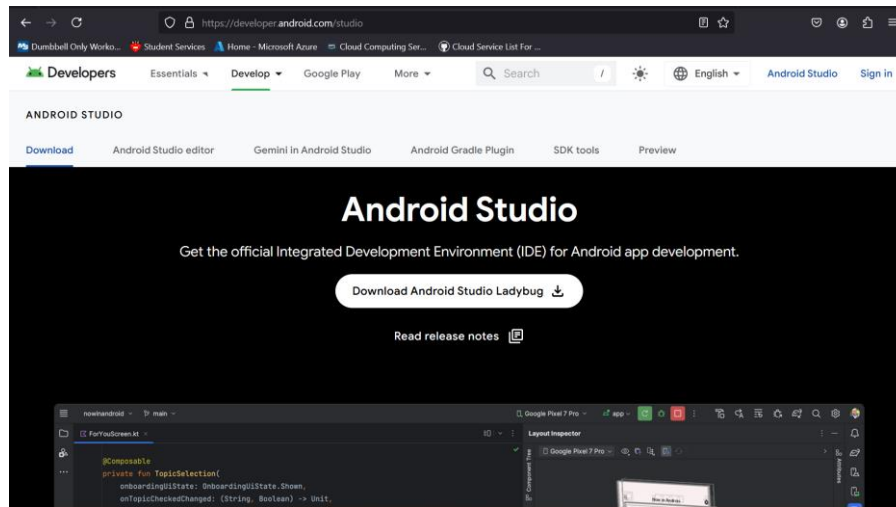 https://developer.android.com/studio
Dumbbell Only Worko... Student Services Home - Microsoft Azure Cloud Computing Ser... Cloud Service List For ...
Developers Essentials Develop Google Play More Search / English Android Studio Sign in
ANDROID STUDIO
Download Android Studio editor Gemini in Android Studio Android Gradle Plugin SDK tools Preview
Android Studio
Get the official Integrated Development Environment (IDE) for Android app development.
Download Android Studio Ladybug
Read release notes
nowinandroid main Google Pixel 7 Pro app
ForYouScreen.kt Layout Inspector
@Composable Google Pixel 7 Pro
private fun TopicSelection(
onboardingUiState: OnboardingUiState.Shown,
onTopicCheckedChanged: (String, Boolean) -> Unit,
Component Tree
Attributes